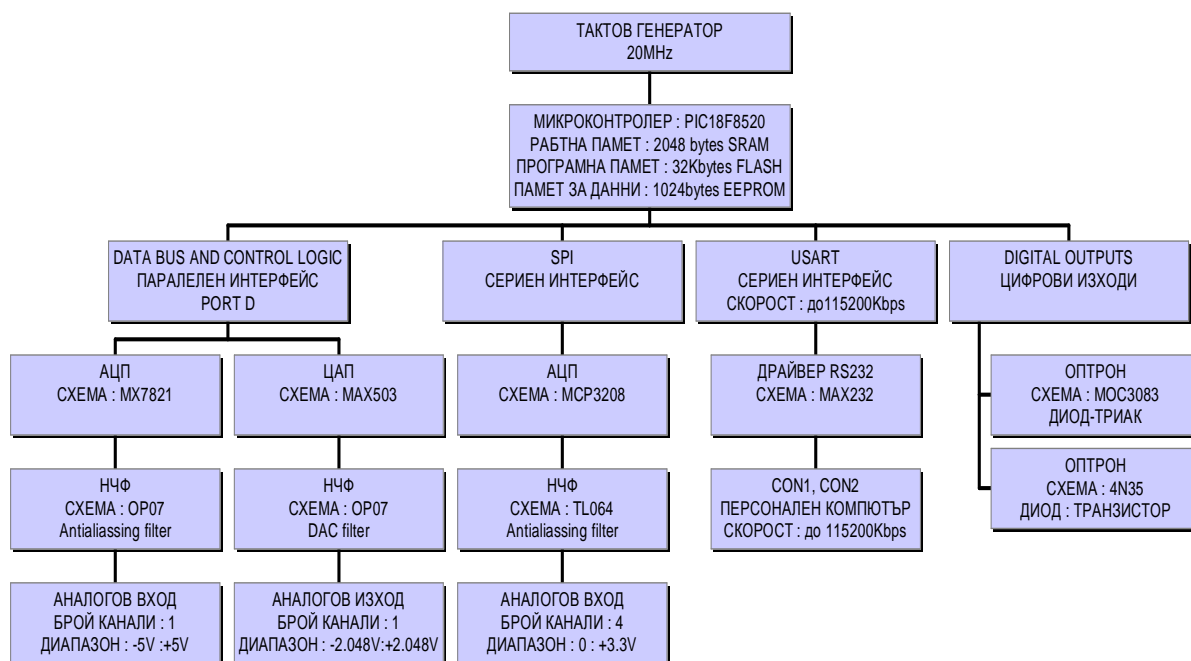 ТАКТОВ ГЕНЕРАТОР
20MHz
МИКРОКОНТРОЛЕР : PIC18F8520
РАБТНА ПАМЕТ : 2048 bytes SRAM
ПРОГРАМНА ПАМЕТ : 32Kbytes FLASH
ПАМЕТ ЗА ДАННИ : 1024bytes EEPROM
DATA BUS AND CONTROL LOGIC
ПАРАЛЕЛЕН ИНТЕРФЕЙС
PORT D
SPI
СЕРИЕН ИНТЕРФЕЙС
USART
СЕРИЕН ИНТЕРФЕЙС
СКОРОСТ : до115200Kbps
DIGITAL OUTPUTS
ЦИФРОВИ ИЗХОДИ
АЦП
СХЕМА : MX7821
ЦАП
СХЕМА : MAX503
АЦП
СХЕМА : MCP3208
ДРАЙВЕР RS232
СХЕМА : MAX232
ОПТРОН
СХЕМА : MOC3083
ДИОД-ТРИАК
НЧФ
СХЕМА : OP07
Antialiassing filter
НЧФ
СХЕМА : OP07
DAC filter
НЧФ
СХЕМА : TL064
Antialiassing filter
CON1, CON2
ПЕРСОНАЛЕН КОМПЮТЪР
СКОРОСТ : до 115200Kbps
ОПТРОН
СХЕМА : 4N35
ДИОД : ТРАНЗИСТОР
АНАЛОГОВ ВХОД
БРОЙ КАНАЛИ : 1
ДИАПАЗОН : -5V :+5V
АНАЛОГОВ ИЗХОД
БРОЙ КАНАЛИ : 1
ДИАПАЗОН : -2.048V:+2.048V
АНАЛОГОВ ВХОД
БРОЙ КАНАЛИ : 4
ДИАПАЗОН : 0 : +3.3V